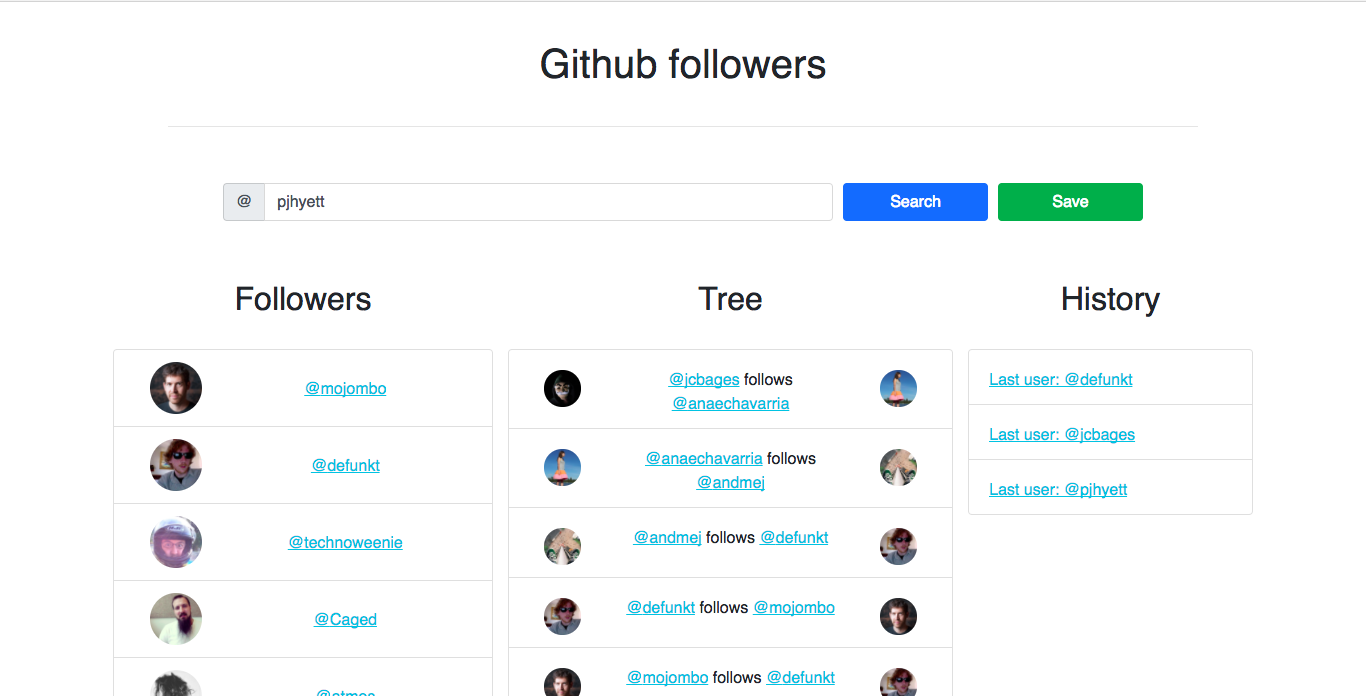 Github followers
@ pjhyett Search Save
Followers
@mojombo
@defunkt
@technoweenie
@Caged
@atmos
Tree
@jcbages follows
@anaechavarria
@anaechavarria follows
@andmej
@andmej follows @defunkt
@defunkt follows @mojombo
@mojombo follows @defunkt
History
Last user: @defunkt
Last user: @jcbages
Last user: @pjhyett